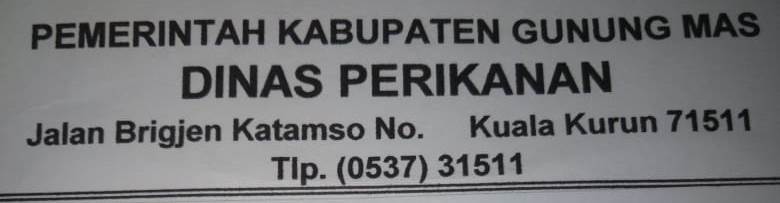 PEMERINTAH KABUPATEN GUNUNG MAS
DINAS PERIKANAN
Jalan Brigjen Katamso No. Kuala Kurun 71511
Tlp. (0537) 31511